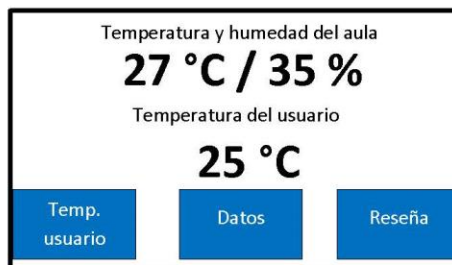 Temperatura y humedad del aula
27 °C / 35 %
Temperatura del usuario
25 °C
Temp.
usuario
Datos
Reseña